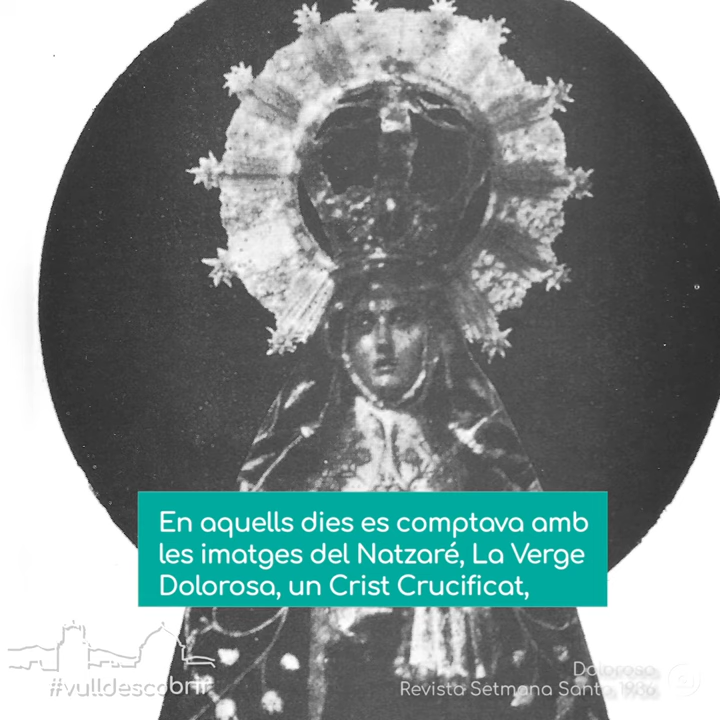 En aquells dies es comptava amb
les imatges del Natzaré, La Verge
Dolorosa, un Crist Crucificat,
#vulldescobrir
Dolorosa.
Revista Setmana Santa, 1936.